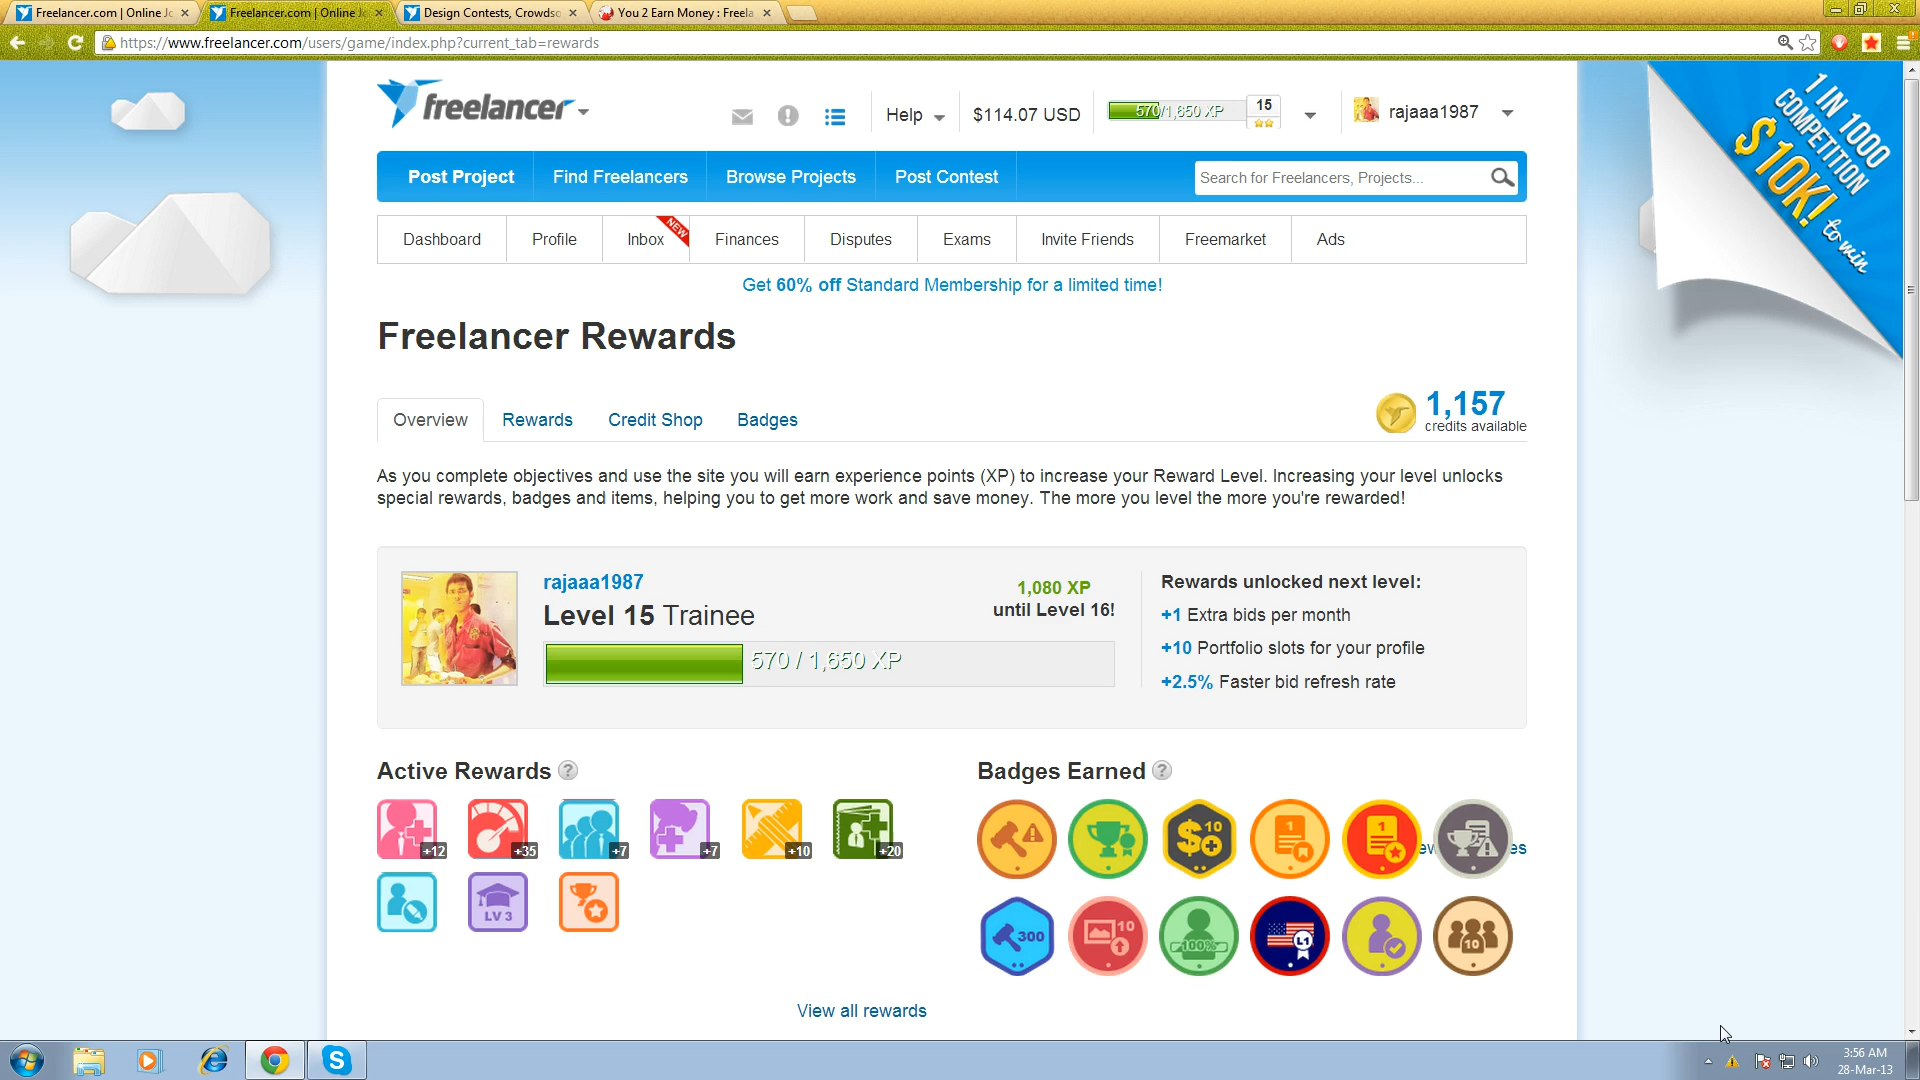 Freelancer.com | Online Jo
Freelancer.com | Online Jo
Design Contests, Crowdso
You 2 Earn Money : Freela
https://www.freelancer.com/users/game/index.php?current_tab=rewards
freelancer
Help
$114.07 USD
570/1,650 XP
15
rajaaa1987
1 IN 1000
COMPETITION
$10K!
to win
Post Project
Find Freelancers
Browse Projects
Post Contest
Search for Freelancers, Projects...
Dashboard
Profile
Inbox
NEW
Finances
Disputes
Exams
Invite Friends
Freemarket
Ads
Get 60% off Standard Membership for a limited time!
Freelancer Rewards
Overview
Rewards
Credit Shop
Badges
1,157
credits available
As you complete objectives and use the site you will earn experience points (XP) to increase your Reward Level. Increasing your level unlocks
special rewards, badges and items, helping you to get more work and save money. The more you level the more you're rewarded!
rajaaa1987
Level 15 Trainee
1,080 XP
until Level 16!
570 / 1,650 XP
Rewards unlocked next level:
+1 Extra bids per month
+10 Portfolio slots for your profile
+2.5% Faster bid refresh rate
Active Rewards ?
Badges Earned ?
+12
+35
+7
+7
+10
+20
LV 3
10
1
1
300
10
100%
L1
10
View all rewards
3:56 AM
28-Mar-13